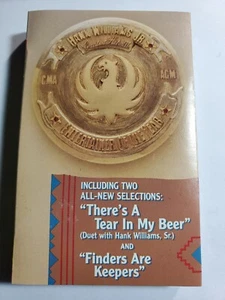 HANK WILLIAMS JR.
CMA
ACM
ENTERTAINER OF THE YEAR
INCLUDING TWO
ALL-NEW SELECTIONS:
"There's A
Tear In My Beer"
(Duet with Hank Williams, Sr.)
AND
"Finders Are
Keepers"